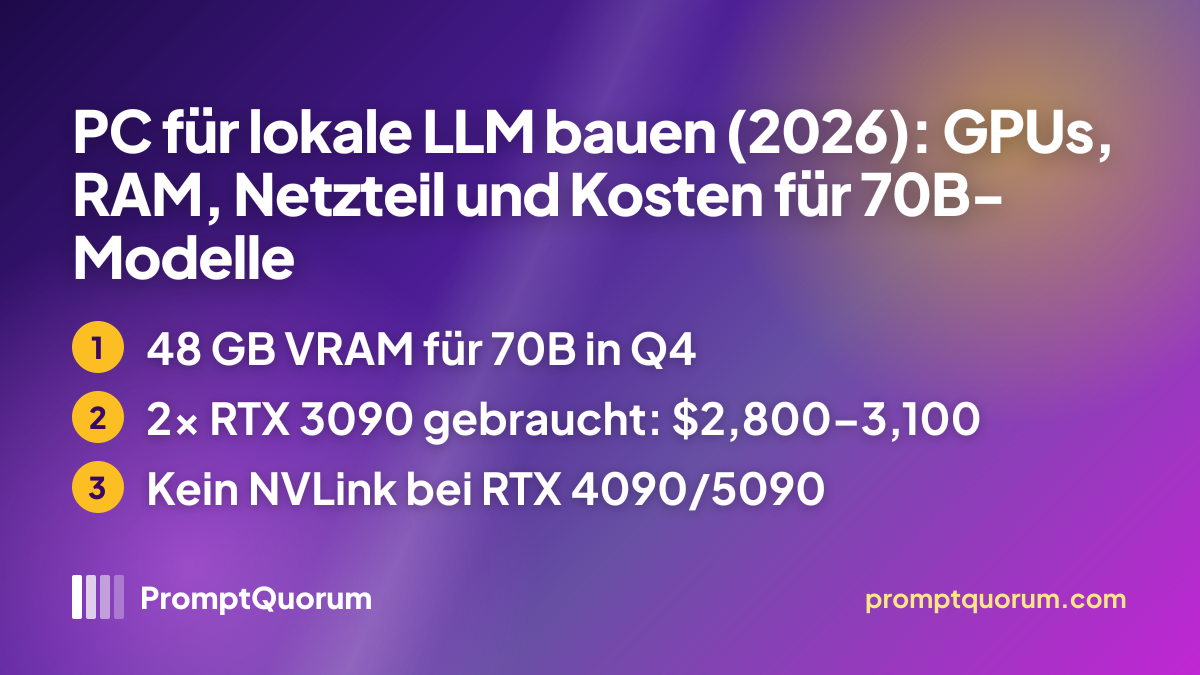 PC für lokale LLM bauen (2026): GPUs,
RAM, Netzteil und Kosten für 70B-
Modelle
1 48 GB VRAM für 70B in Q4
2 2× RTX 3090 gebraucht: $2,800–3,100
3 Kein NVLink bei RTX 4090/5090
PromptQuorum
promptquorum.com